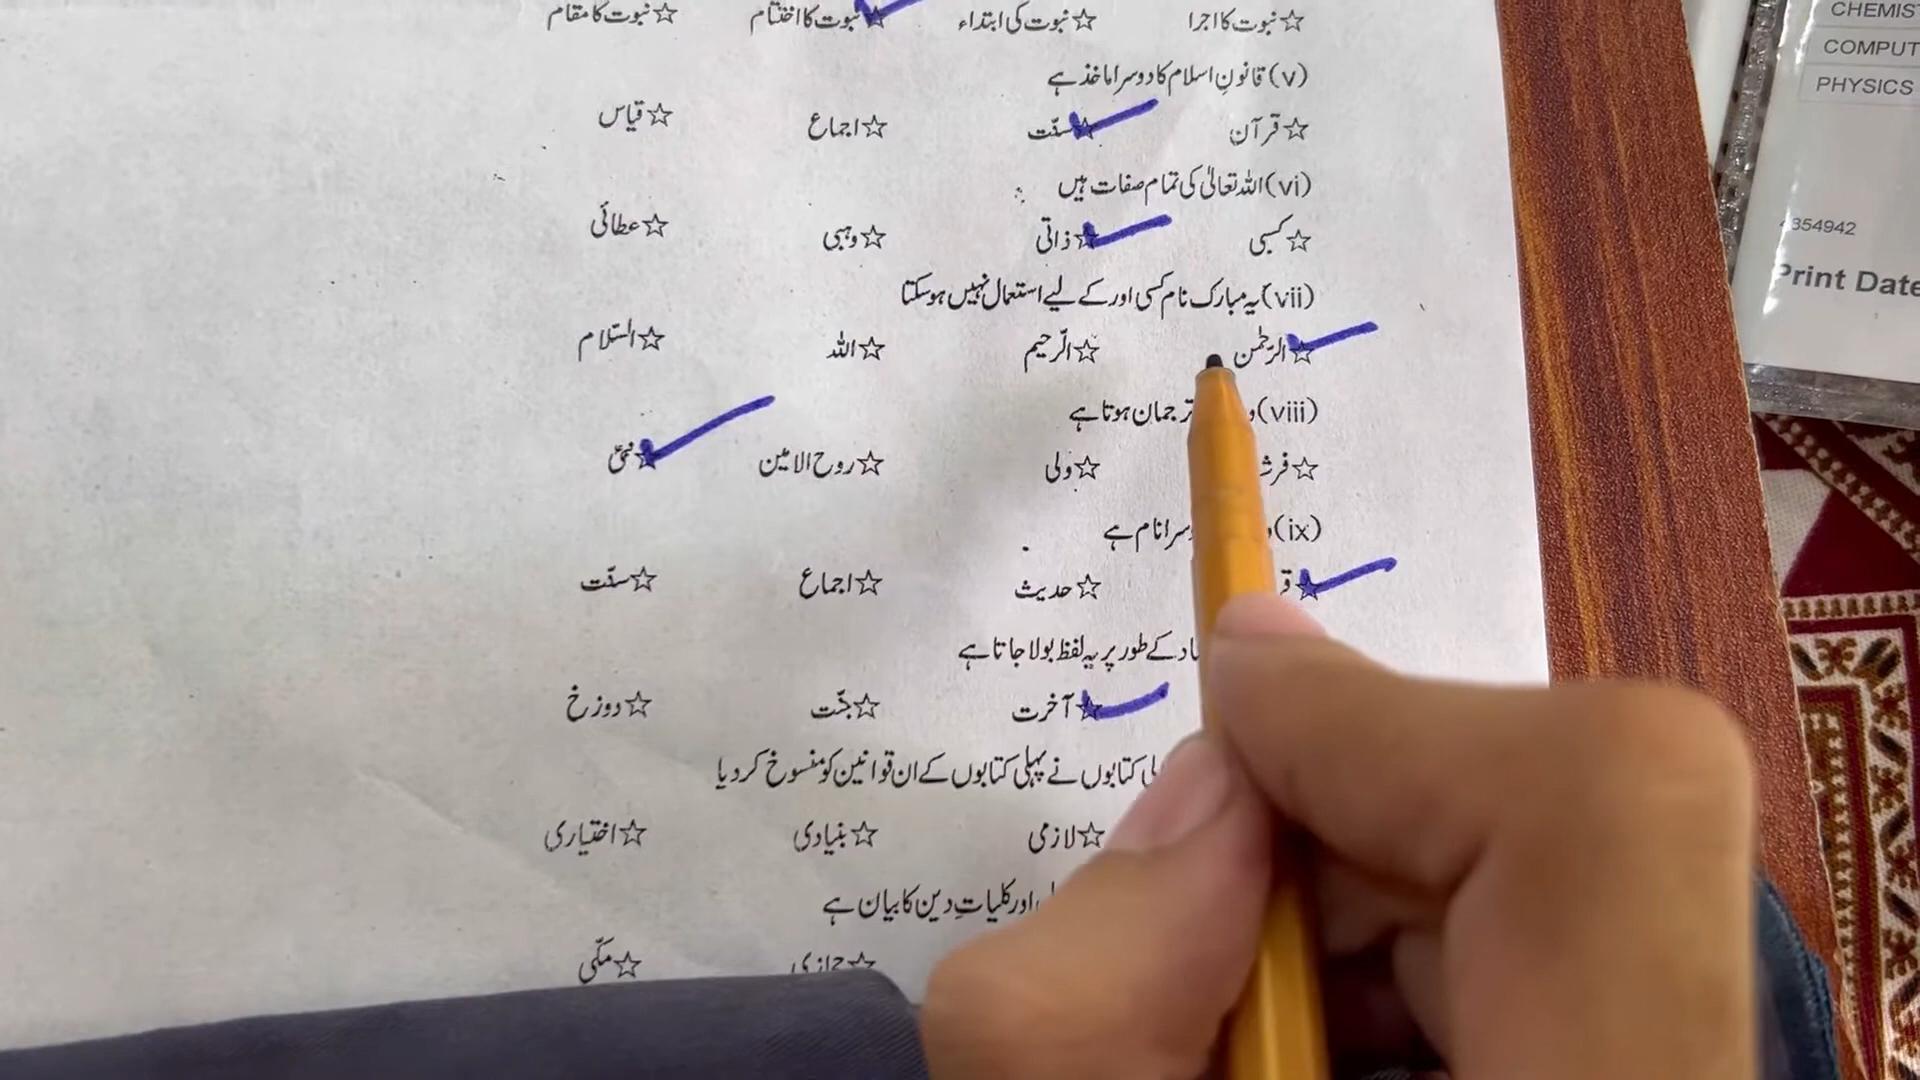 ☆نبوت کا اجرا ☆نبوت کی ابتداء ☆نبوت کا اختتام ☆نبوت کا مقام
(v) قانونِ اسلام کا دوسرا ماخذ ہے
☆قرآن ☆سنّت ☆اجماع ☆قیاس
(vi) اللہ تعالیٰ کی تمام صفات ہیں
☆کسبی ☆ذاتی ☆وہبی ☆عطائی
(vii) یہ مبارک نام کسی اور کے لیے استعمال نہیں ہو سکتا
☆الرحمٰن ☆الرّحیم ☆اللہ ☆السّلام
(viii) ترجمان ہوتا ہے
☆ ☆ولی ☆روح الامین ☆نبیؑ
(ix) نام ہے
☆ ☆حدیث ☆اجماع ☆سنّت
کے طور پر یہ لفظ بولا جاتا ہے
☆آخرت ☆جنّت ☆دوزخ
کتابوں نے پہلی کتابوں کے ان قوانین کو منسوخ کر دیا
☆لازمی ☆بنیادی ☆اختیاری
اور کلیاتِ دین کا بیان ہے
☆حجازی ☆مکّی
CHEMIS
COMPUT
PHYSICS
354942
Print Date